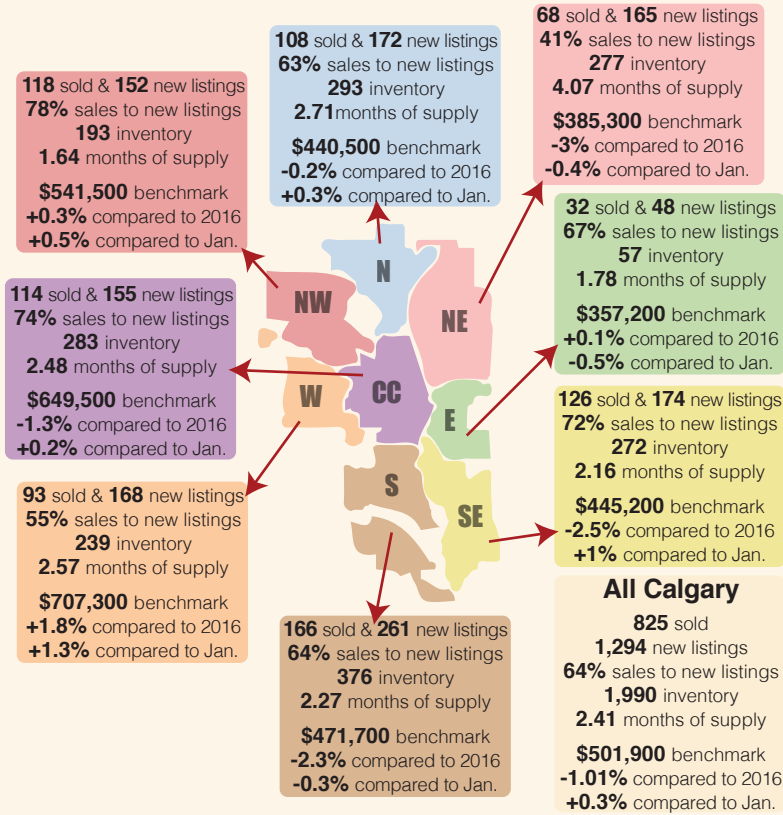 118 sold & 152 new listings
78% sales to new listings
193 inventory
1.64 months of supply
$541,500 benchmark
+0.3% compared to 2016
+0.5% compared to Jan.
108 sold & 172 new listings
63% sales to new listings
293 inventory
2.71months of supply
$440,500 benchmark
-0.2% compared to 2016
+0.3% compared to Jan.
68 sold & 165 new listings
41% sales to new listings
277 inventory
4.07 months of supply
$385,300 benchmark
-3% compared to 2016
-0.4% compared to Jan.
32 sold & 48 new listings
67% sales to new listings
57 inventory
1.78 months of supply
$357,200 benchmark
+0.1% compared to 2016
-0.5% compared to Jan.
114 sold & 155 new listings
74% sales to new listings
283 inventory
2.48 months of supply
$649,500 benchmark
-1.3% compared to 2016
+0.2% compared to Jan.
N
NW
NE
W
CC
E
S
SE
126 sold & 174 new listings
72% sales to new listings
272 inventory
2.16 months of supply
$445,200 benchmark
-2.5% compared to 2016
+1% compared to Jan.
93 sold & 168 new listings
55% sales to new listings
239 inventory
2.57 months of supply
$707,300 benchmark
+1.8% compared to 2016
+1.3% compared to Jan.
166 sold & 261 new listings
64% sales to new listings
376 inventory
2.27 months of supply
$471,700 benchmark
-2.3% compared to 2016
-0.3% compared to Jan.
All Calgary
825 sold
1,294 new listings
64% sales to new listings
1,990 inventory
2.41 months of supply
$501,900 benchmark
-1.01% compared to 2016
+0.3% compared to Jan.